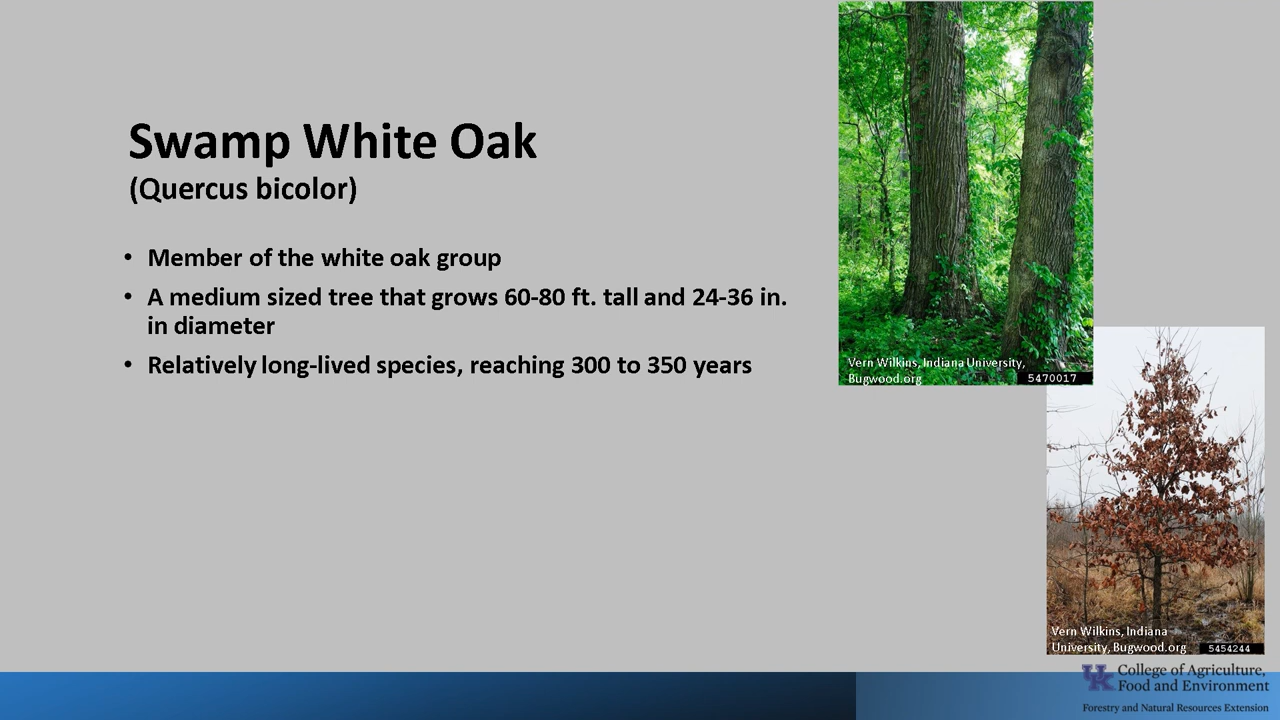 Swamp White Oak
(Quercus bicolor)
• Member of the white oak group
• A medium sized tree that grows 60-80 ft. tall and 24-36 in.
in diameter
• Relatively long-lived species, reaching 300 to 350 years
Vern Wilkins, Indiana University,
Bugwood.org
5470017
Vern Wilkins, Indiana
University, Bugwood.org
5454244
UK
College of Agriculture,
Food and Environment
Forestry and Natural Resources Extension